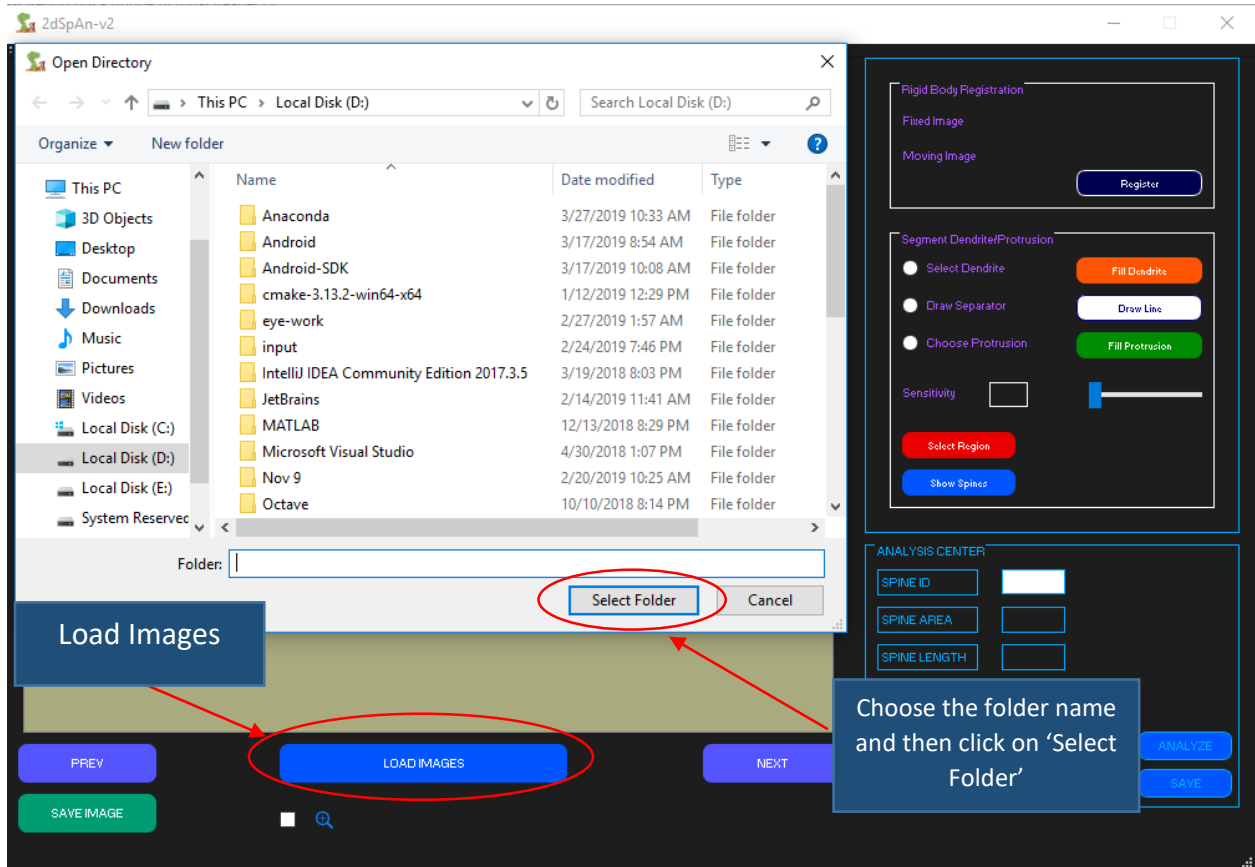 2dSpAn-v2
Open Directory
This PC > Local Disk (D:)
Search Local Disk (D:)
Organize
New folder
This PC
3D Objects
Desktop
Documents
Downloads
Music
Pictures
Videos
Local Disk (C:)
Local Disk (D:)
Local Disk (E:)
System Reserved
Name Date modified Type
Anaconda 3/27/2019 10:33 AM File folder
Android 3/17/2019 8:54 AM File folder
Android-SDK 3/17/2019 10:08 AM File folder
cmake-3.13.2-win64-x64 1/12/2019 12:29 PM File folder
eye-work 2/27/2019 1:57 AM File folder
input 2/24/2019 7:46 PM File folder
IntelliJ IDEA Community Edition 2017.3.5 3/19/2018 8:03 PM File folder
JetBrains 2/14/2019 11:41 AM File folder
MATLAB 12/13/2018 8:29 PM File folder
Microsoft Visual Studio 4/30/2018 1:07 PM File folder
Nov 9 2/20/2019 10:25 AM File folder
Octave 10/10/2018 8:14 PM File folder
Folder:
Select Folder
Cancel
Load Images
Choose the folder name
and then click on ‘Select
Folder’
PREV
LOAD IMAGES
NEXT
SAVE IMAGE
Rigid Body Registration
Fixed Image
Moving Image
Register
Segment Dendrite/Protrusion
Select Dendrite
Fill Dendrite
Draw Separator
Draw Line
Choose Protrusion
Fill Protrusion
Sensitivity
Select Region
Show Spines
ANALYSIS CENTER
SPINE ID
SPINE AREA
SPINE LENGTH
ANALYZE
SAVE